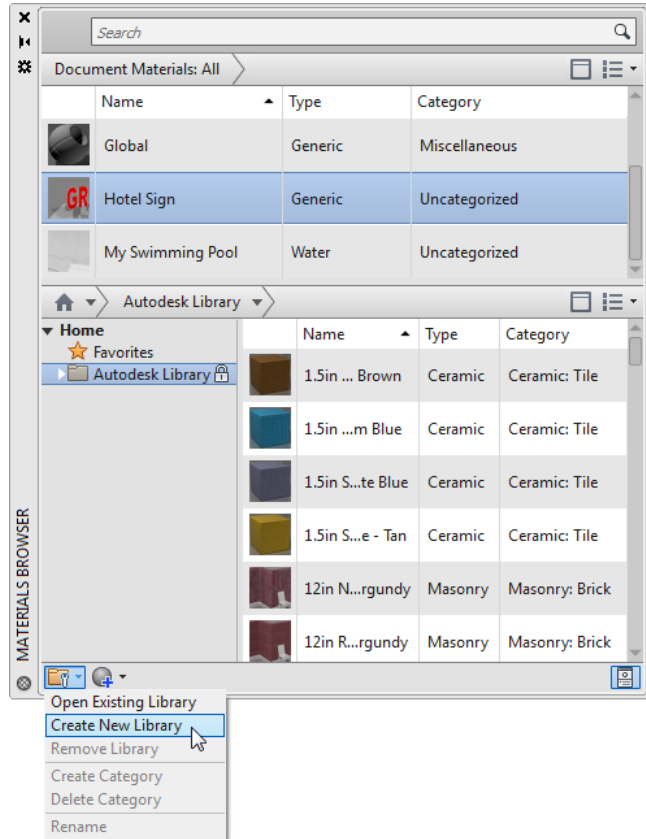 Search
Document Materials: All
Name Type Category
Global Generic Miscellaneous
GR Hotel Sign Generic Uncategorized
My Swimming Pool Water Uncategorized
Autodesk Library
Home
Favorites
Autodesk Library
Name Type Category
1.5in ... Brown Ceramic Ceramic: Tile
1.5in ...m Blue Ceramic Ceramic: Tile
1.5in S...te Blue Ceramic Ceramic: Tile
1.5in S...e - Tan Ceramic Ceramic: Tile
12in N...rgundy Masonry Masonry: Brick
12in R...rgundy Masonry Masonry: Brick
MATERIALS BROWSER
Open Existing Library
Create New Library
Remove Library
Create Category
Delete Category
Rename